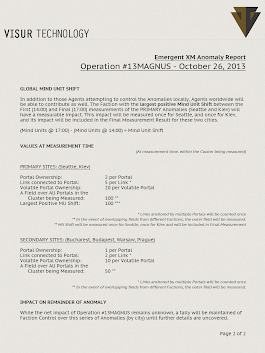 VISUR TECHNOLOGY
Emergent XM Anomaly Report
Operation #13MAGNUS - October 26, 2013
GLOBAL MIND UNIT SHIFT
In addition to those Agents attempting to control the Anomalies locally, Agents worldwide will
be able to contribute as well. The Faction with the largest positive Mind Unit Shift between the
First (14:00) and Final (17:00) measurements of the PRIMARY Anomaly Sites (Seattle and Kiev) will
have a measurable impact. This impact will be measured once for Seattle, and once for Kiev,
and its impact will be included in the Final Measurement Result for these two cities.
(Mind Units @ 17:00) - (Mind Units @ 14:00) = Mind Unit Shift
VALUES AT MEASUREMENT TIME
(At measurement time, within the Cluster being measured)
PRIMARY SITES: (Seattle, Kiev)
Portal Ownership: 2 per Portal
Link connected to Portals: 5 per Link *
Volatile Portal Ownership: 20 per Volatile Portal
A Field over All Portals in the
Cluster being Measured: 100 **
Largest Positive MU Shift: 100 ***
* Links anchored by multiple Portals will be counted once
** In the event of overlapping fields from different Factions, the outer field will be measured.
*** MU Shift will be measured once for Seattle, once for Kiev and will be included in Final Measurement
SECONDARY SITES: (Bucharest, Budapest, Warsaw, Prague)
Portal Ownership: 1 per Portal
Link connected to Portals: 2 per Link *
Volatile Portal Ownership: 10 per Volatile Portal
A Field over All Portals in the
Cluster being Measured: 50 **
* Links anchored by multiple Portals will be counted once
** In the event of overlapping fields from different Factions, the outer field will be measured.
IMPACT ON REMAINDER OF ANOMALY
While the net impact of Operation #13MAGNUS remains unknown, a tally will be maintained of
Faction Control over this series of Anomalies (by city) until further details are uncovered.
Page 2 of 2